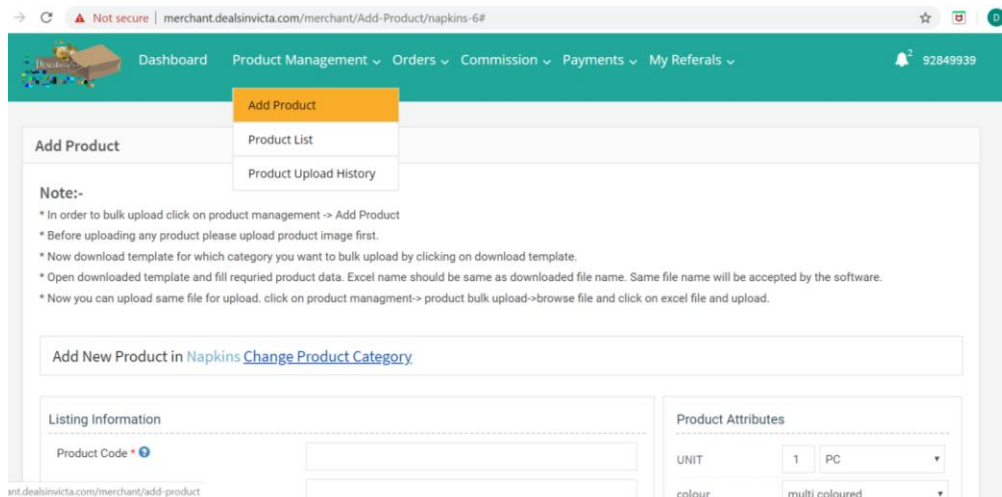 Not secure | merchant.dealsinvicta.com/merchant/Add-Product/napkins-6#
Dashboard Product Management Orders Commission Payments My Referals 2 92849939
Add Product
Product List
Product Upload History
Add Product
Note:-
* In order to bulk upload click on product management -> Add Product
* Before uploading any product please upload product image first.
* Now download template for which category you want to bulk upload by clicking on download template.
* Open downloaded template and fill requried product data. Excel name should be same as downloaded file name. Same file name will be accepted by the software.
* Now you can upload same file for upload. click on product managment-> product bulk upload->browse file and click on excel file and upload.
Add New Product in Napkins Change Product Category
Listing Information
Product Attributes
Product Code *
UNIT 1 PC
colour multi coloured
ant.dealsinvicta.com/merchant/add-product